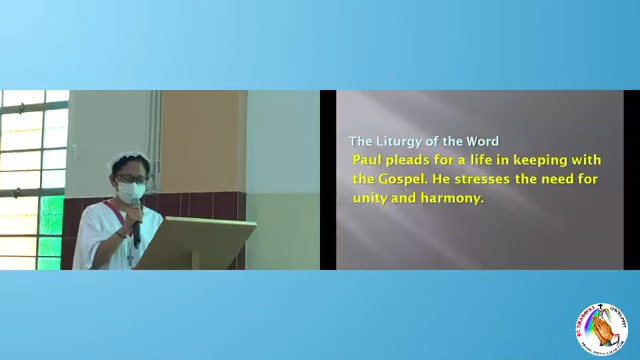 The Liturgy of the Word
Paul pleads for a life in keeping with
the Gospel. He stresses the need for
unity and harmony.